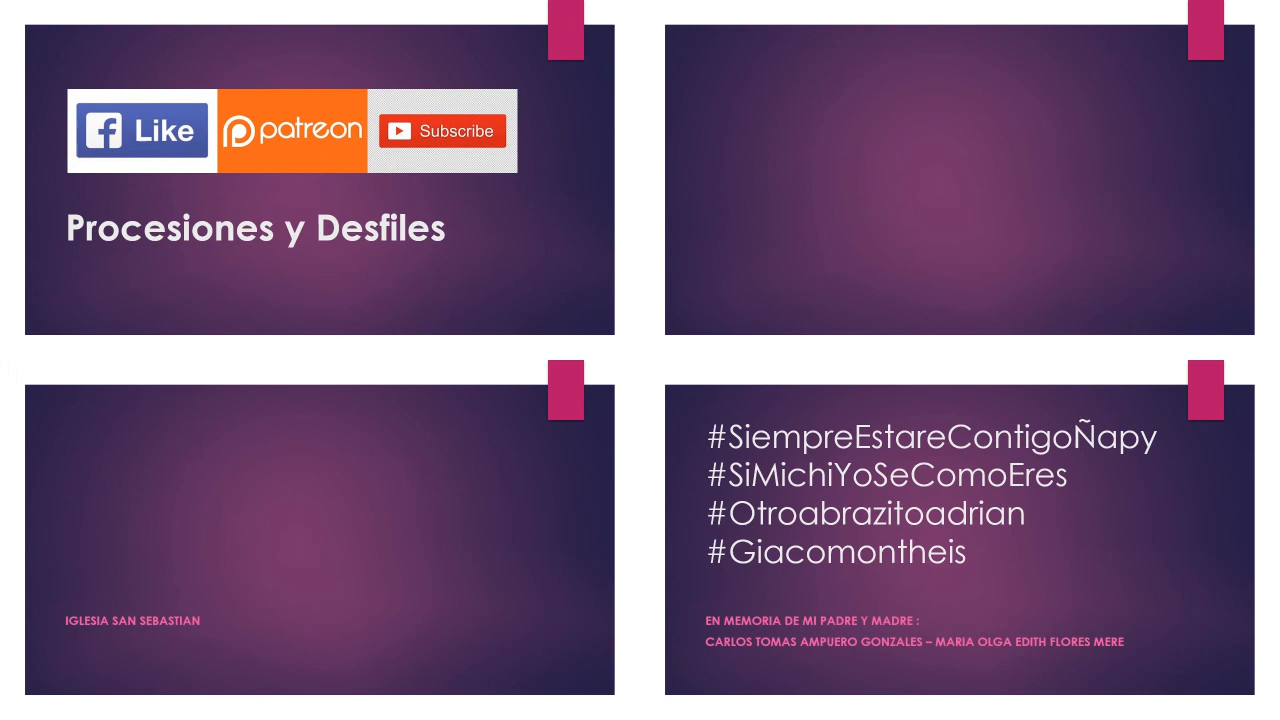 Like
patreon
Subscribe
Procesiones y Desfiles
IGLESIA SAN SEBASTIAN
#SiempreEstareContigoÑapy
#SiMichiYoSeComoEres
#Otroabrazitoadrian
#Giacomontheis
EN MEMORIA DE MI PADRE Y MADRE :
CARLOS TOMAS AMPUERO GONZALES – MARIA OLGA EDITH FLORES MERE